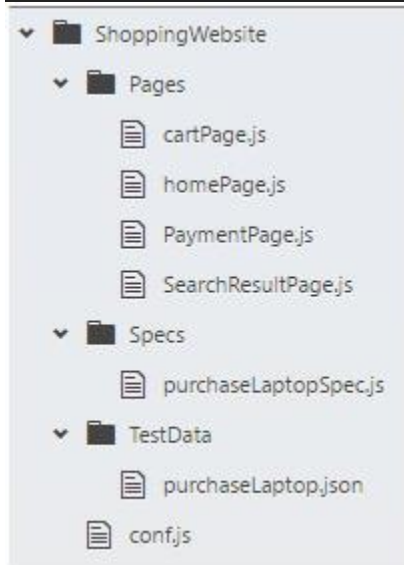 ShoppingWebsite
Pages
cartPage.js
homePage.js
PaymentPage.js
SearchResultPage.js
Specs
purchaseLaptopSpec.js
TestData
purchaseLaptop.json
conf.js